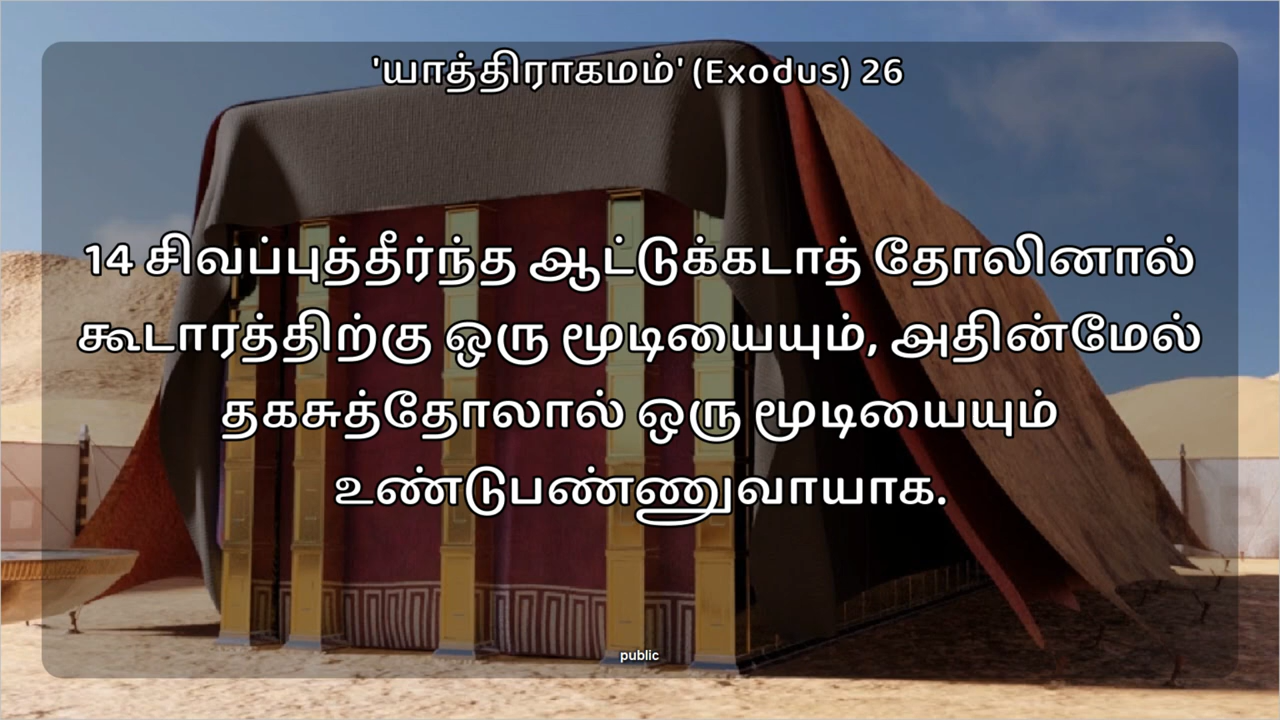 'யாத்திராகமம்' (Exodus) 26
14 சிவப்புத்தீர்ந்த ஆட்டுக்கடாத் தோலினால்
கூடாரத்திற்கு ஒரு மூடியையும், அதின்மேல்
தகசுத்தோலால் ஒரு மூடியையும்
உண்டுபண்ணுவாயாக.
public